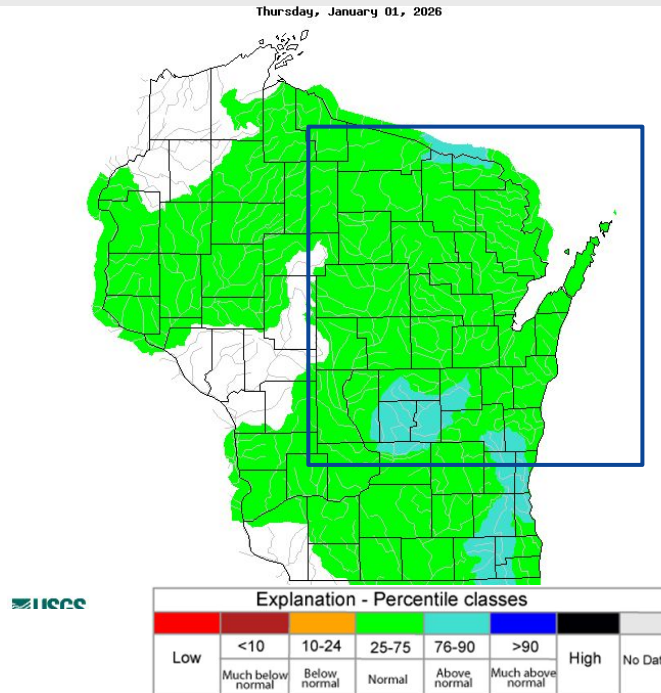 Thursday, January 01, 2026
USGS
Explanation - Percentile classes
<10 10-24 25-75 76-90 >90
Low High
Much below normal Below normal Normal Above normal Much above normal
No Dat